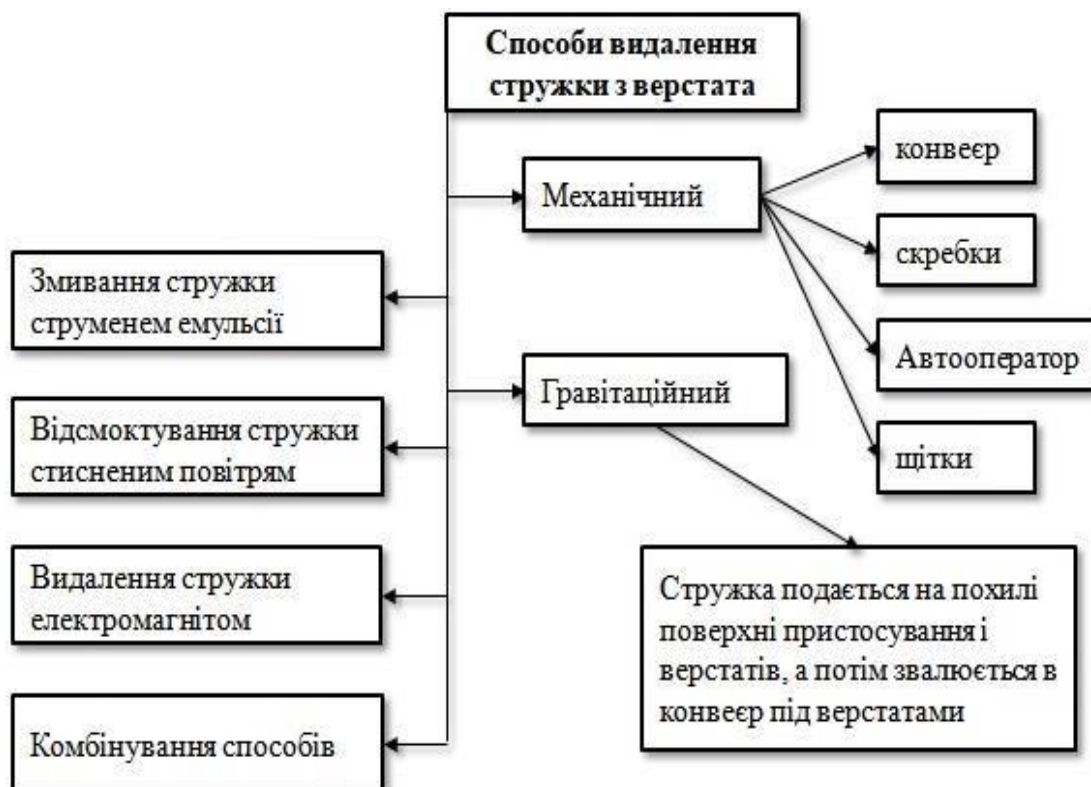 Способи видалення
стружки з верстата
Механічний
конвеєр
скребки
Автооператор
щітки
Гравітаційний
Стружка подається на похилі
поверхні пристосування і
верстатів, а потім звалюється в
конвеєр під верстатами
Змивання стружки
струменем емульсії
Відсмоктування стружки
стисненим повітрям
Видалення стружки
електромагнітом
Комбінування способів